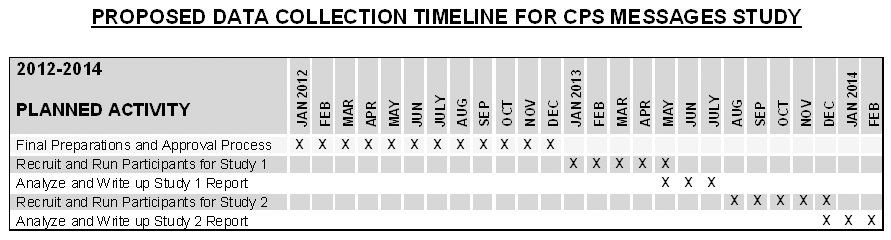 PROPOSED DATA COLLECTION TIMELINE FOR CPS MESSAGES STUDY
2012-2014
PLANNED ACTIVITY
JAN 2012 FEB MAR APR MAY JUN JULY AUG SEP OCT NOV DEC JAN 2013 FEB MAR APR MAY JUN JULY AUG SEP OCT NOV DEC JAN 2014 FEB
Final Preparations and Approval Process X X X X X X X X X X X X
Recruit and Run Participants for Study 1 X X X X X
Analyze and Write up Study 1 Report X X X
Recruit and Run Participants for Study 2 X X X X X
Analyze and Write up Study 2 Report X X X